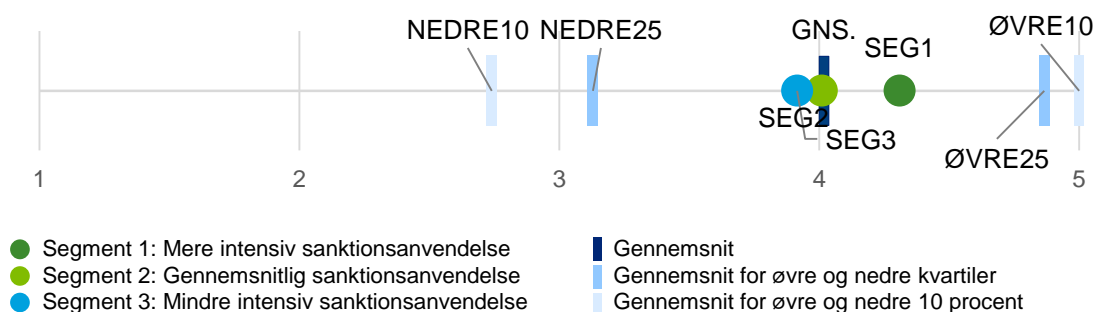 NEDRE10 NEDRE25 GNS. ØVRE10
SEG1
SEG2
SEG3 ØVRE25
1 2 3 4 5
Segment 1: Mere intensiv sanktionsanvendelse
Segment 2: Gennemsnitlig sanktionsanvendelse
Segment 3: Mindre intensiv sanktionsanvendelse
Gennemsnit
Gennemsnit for øvre og nedre kvartiler
Gennemsnit for øvre og nedre 10 procent